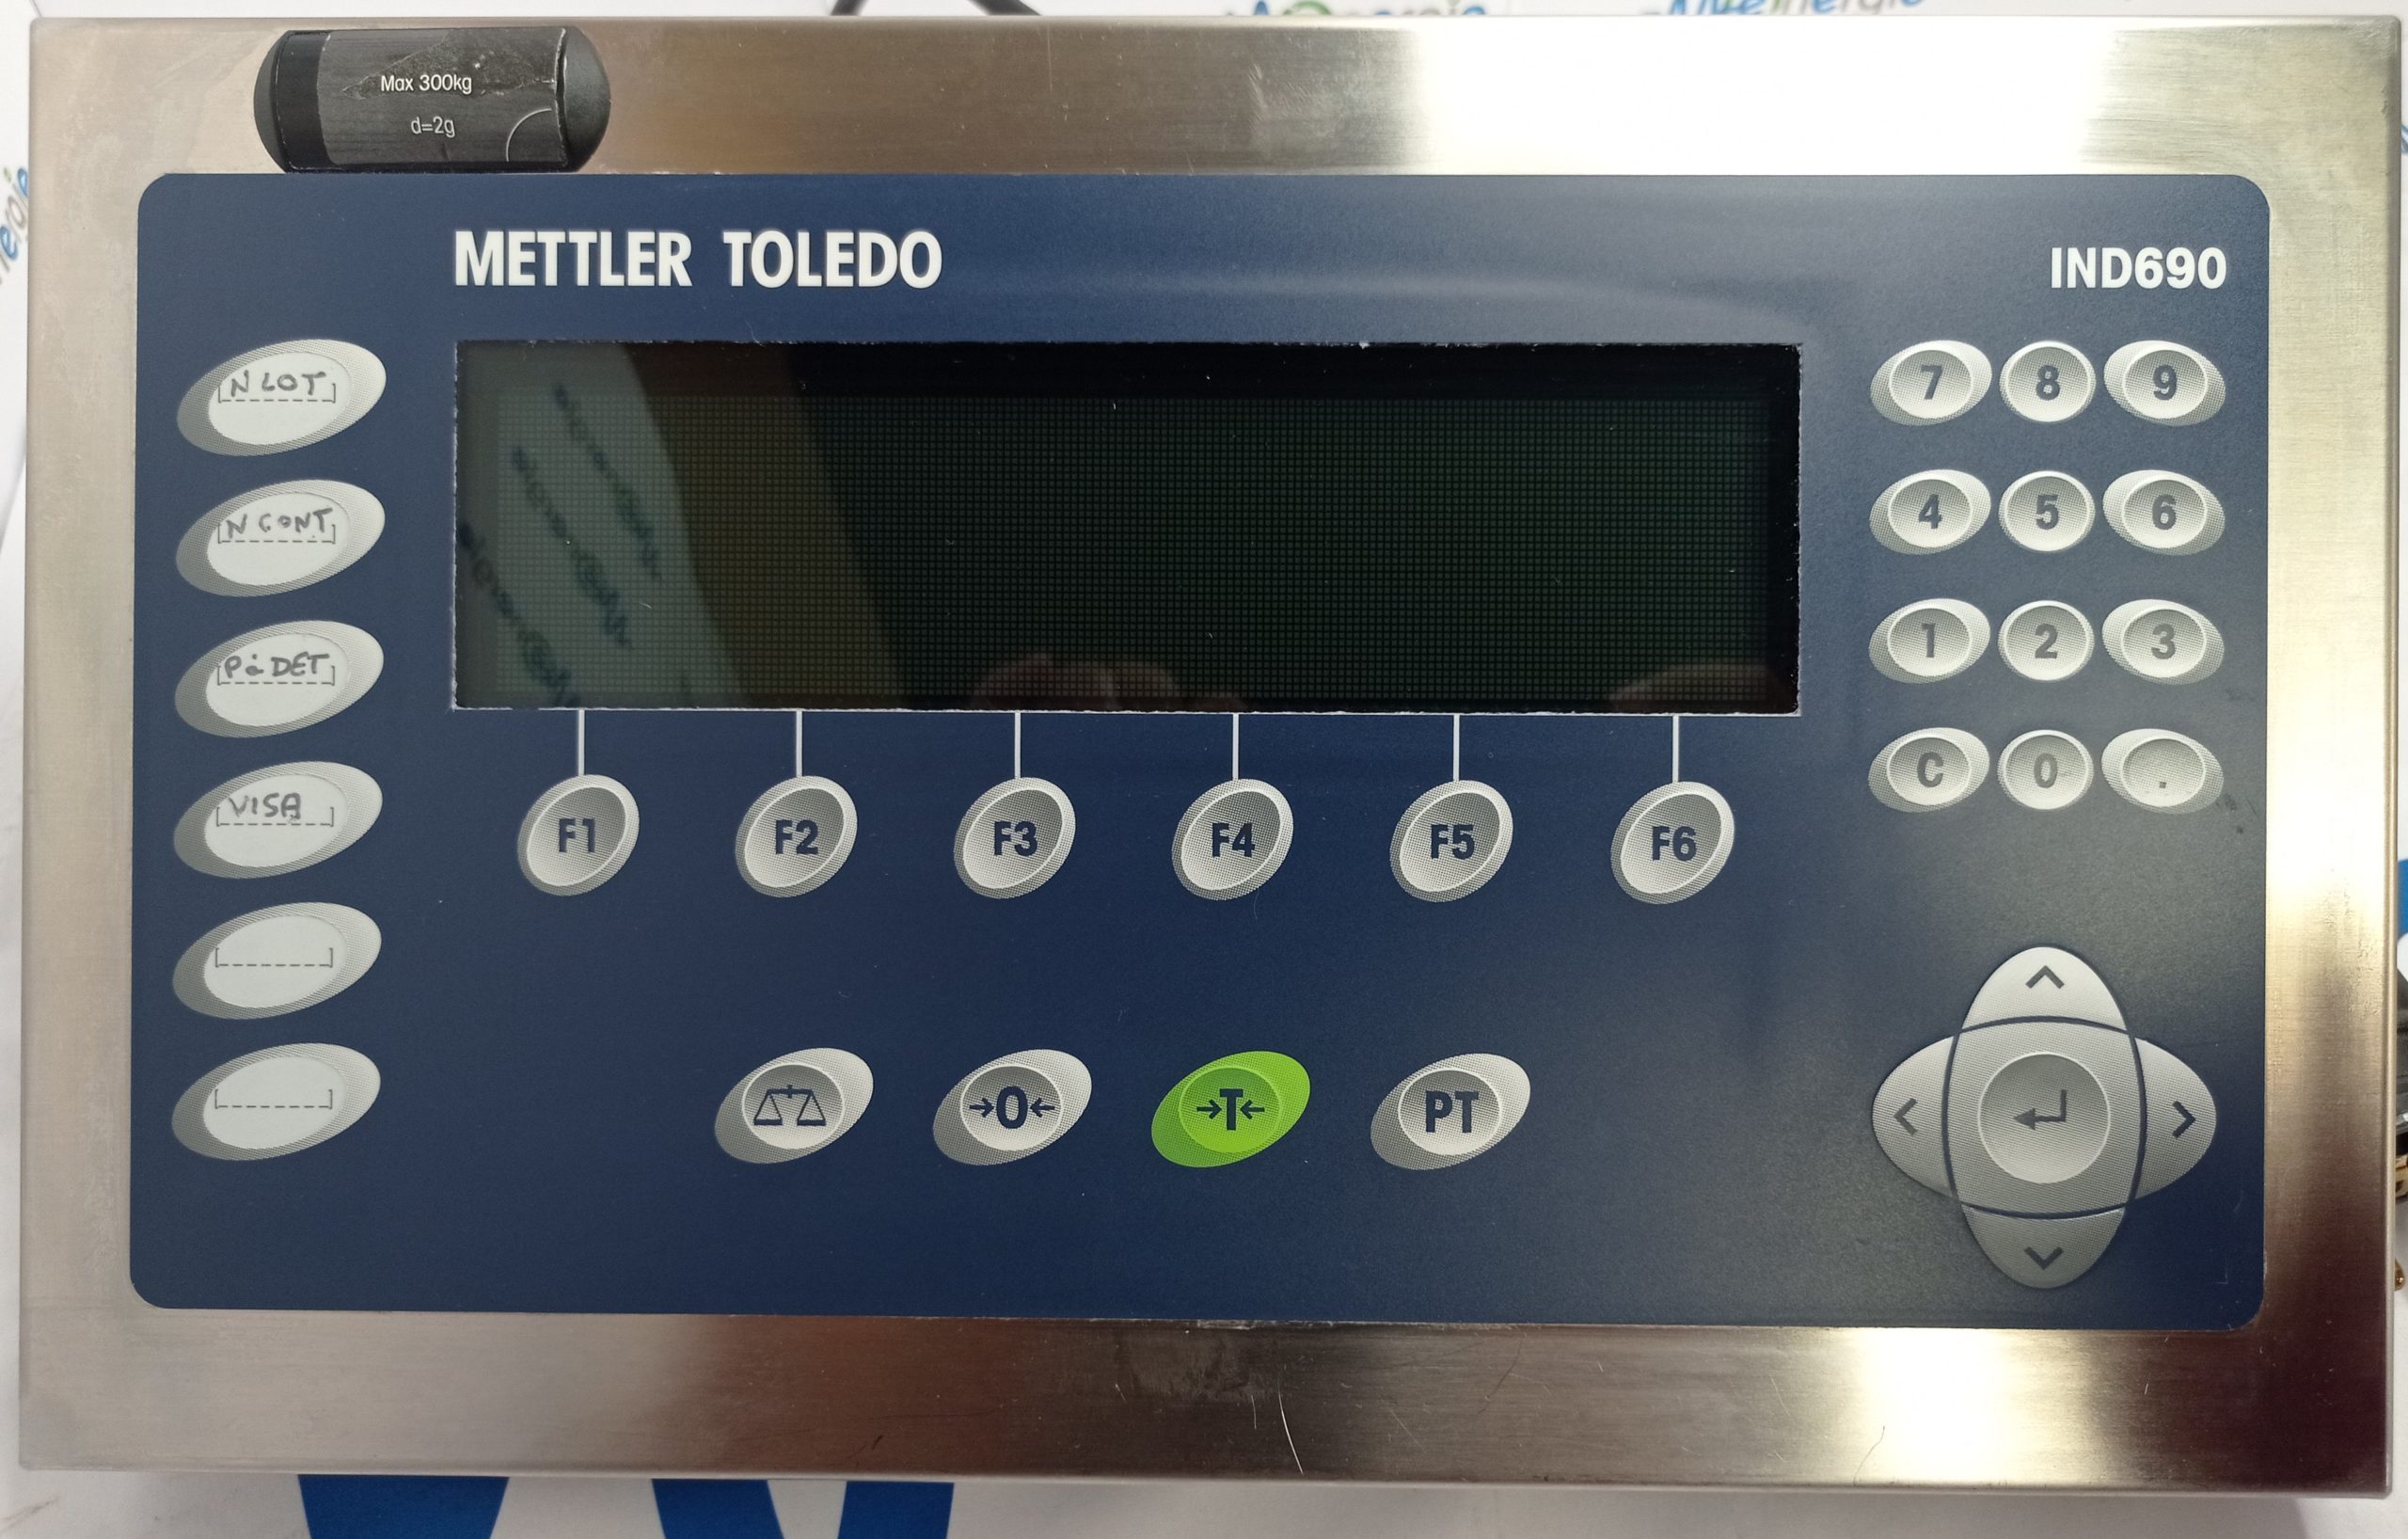 Max 300kg
d=2g
METTLER TOLEDO
IND690
N LOT
7 8 9
N CONT
4 5 6
P à DET
1 2 3
VISA
F1 F2 F3 F4 F5 F6
C 0 .
→0← →T← PT